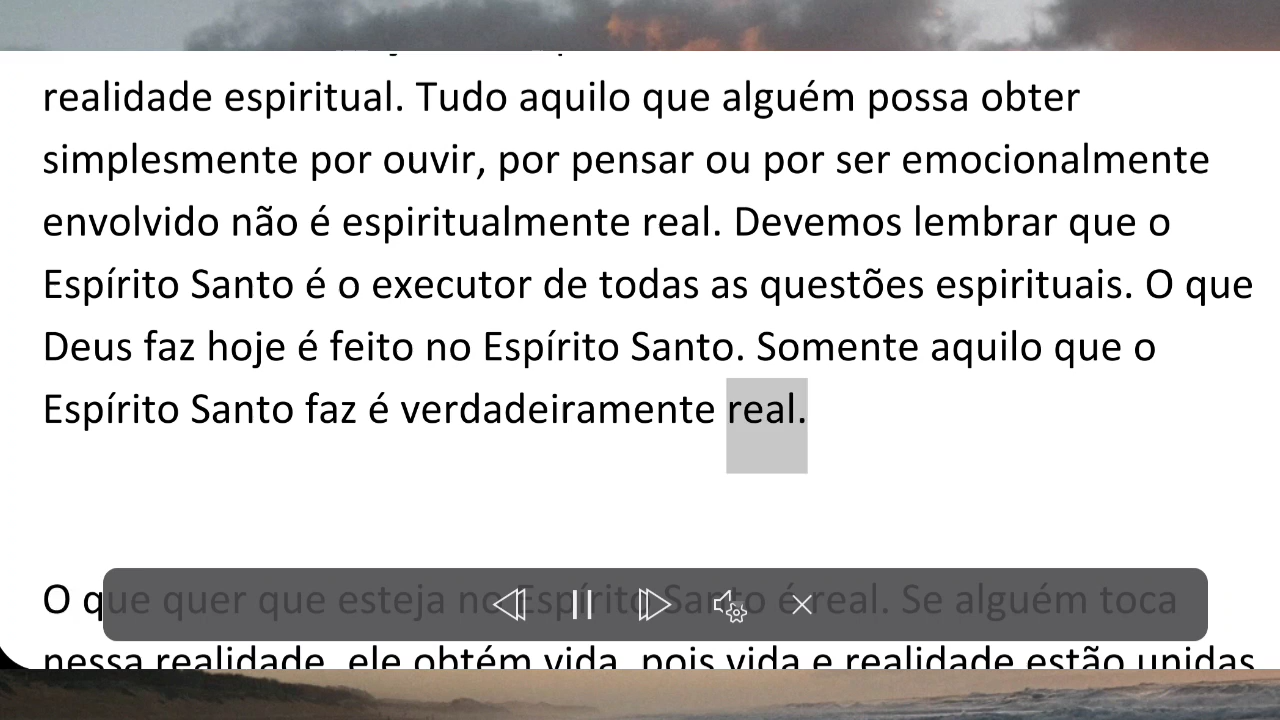 realidade espiritual. Tudo aquilo que alguém possa obter
simplesmente por ouvir, por pensar ou por ser emocionalmente
envolvido não é espiritualmente real. Devemos lembrar que o
Espírito Santo é o executor de todas as questões espirituais. O que
Deus faz hoje é feito no Espírito Santo. Somente aquilo que o
Espírito Santo faz é verdadeiramente real.
O que quer que esteja no Espírito Santo é real. Se alguém toca
nessa realidade, ele obtém vida, pois vida e realidade estão unidas